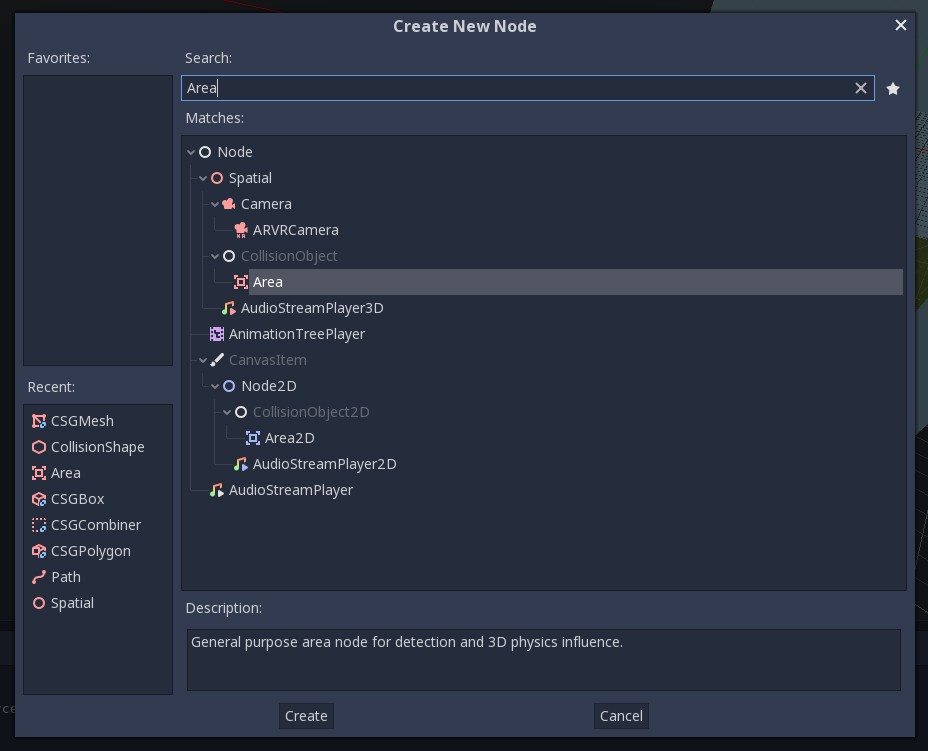 Create New Node
Favorites:
Search:
Area
Matches:
Node
Spatial
Camera
ARVRCamera
CollisionObject
Area
AudioStreamPlayer3D
AnimationTreePlayer
CanvasItem
Node2D
CollisionObject2D
Area2D
AudioStreamPlayer2D
AudioStreamPlayer
Recent:
CSGMesh
CollisionShape
Area
CSGBox
CSGCombiner
CSGPolygon
Path
Spatial
Description:
General purpose area node for detection and 3D physics influence.
Create
Cancel